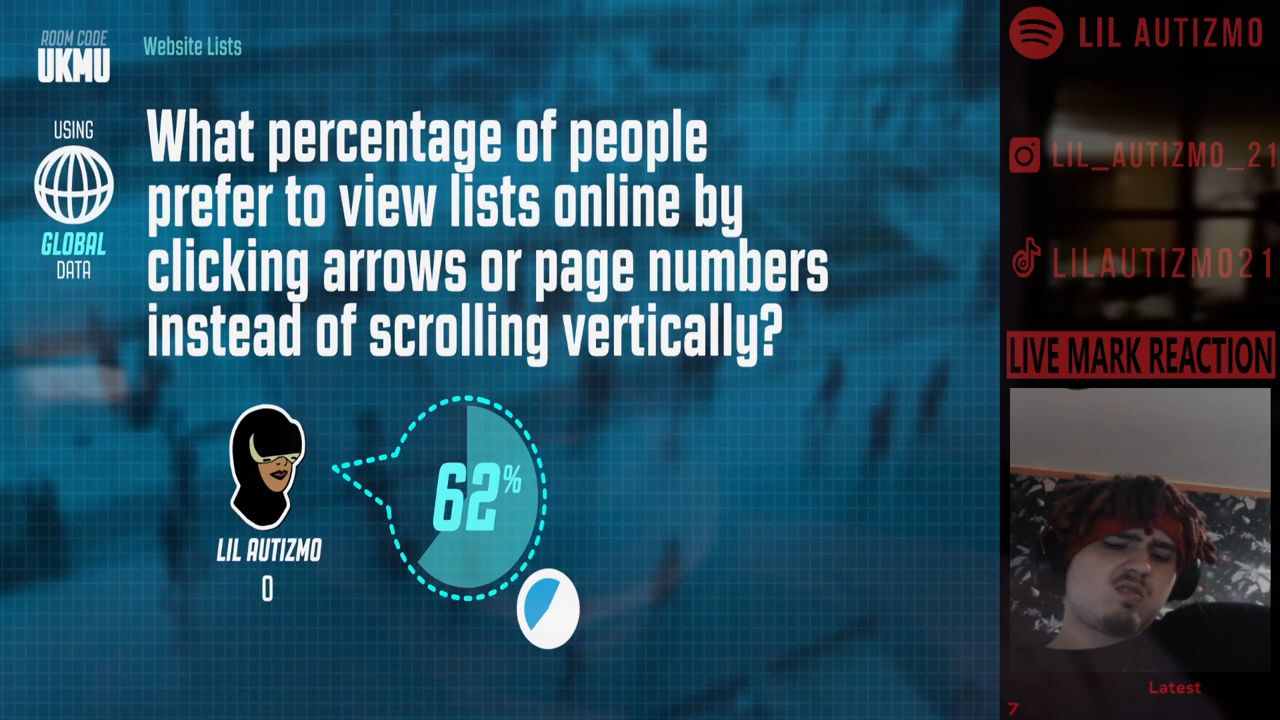 ROOM CODE
UKMU
Website Lists
USING
GLOBAL
DATA
What percentage of people
prefer to view lists online by
clicking arrows or page numbers
instead of scrolling vertically?
62%
LIL AUTIZMO
0
LIL AUTIZMO
LIL_AUTIZMO_21
LILAUTIZMO21
LIVE MARK REACTION
Latest
7